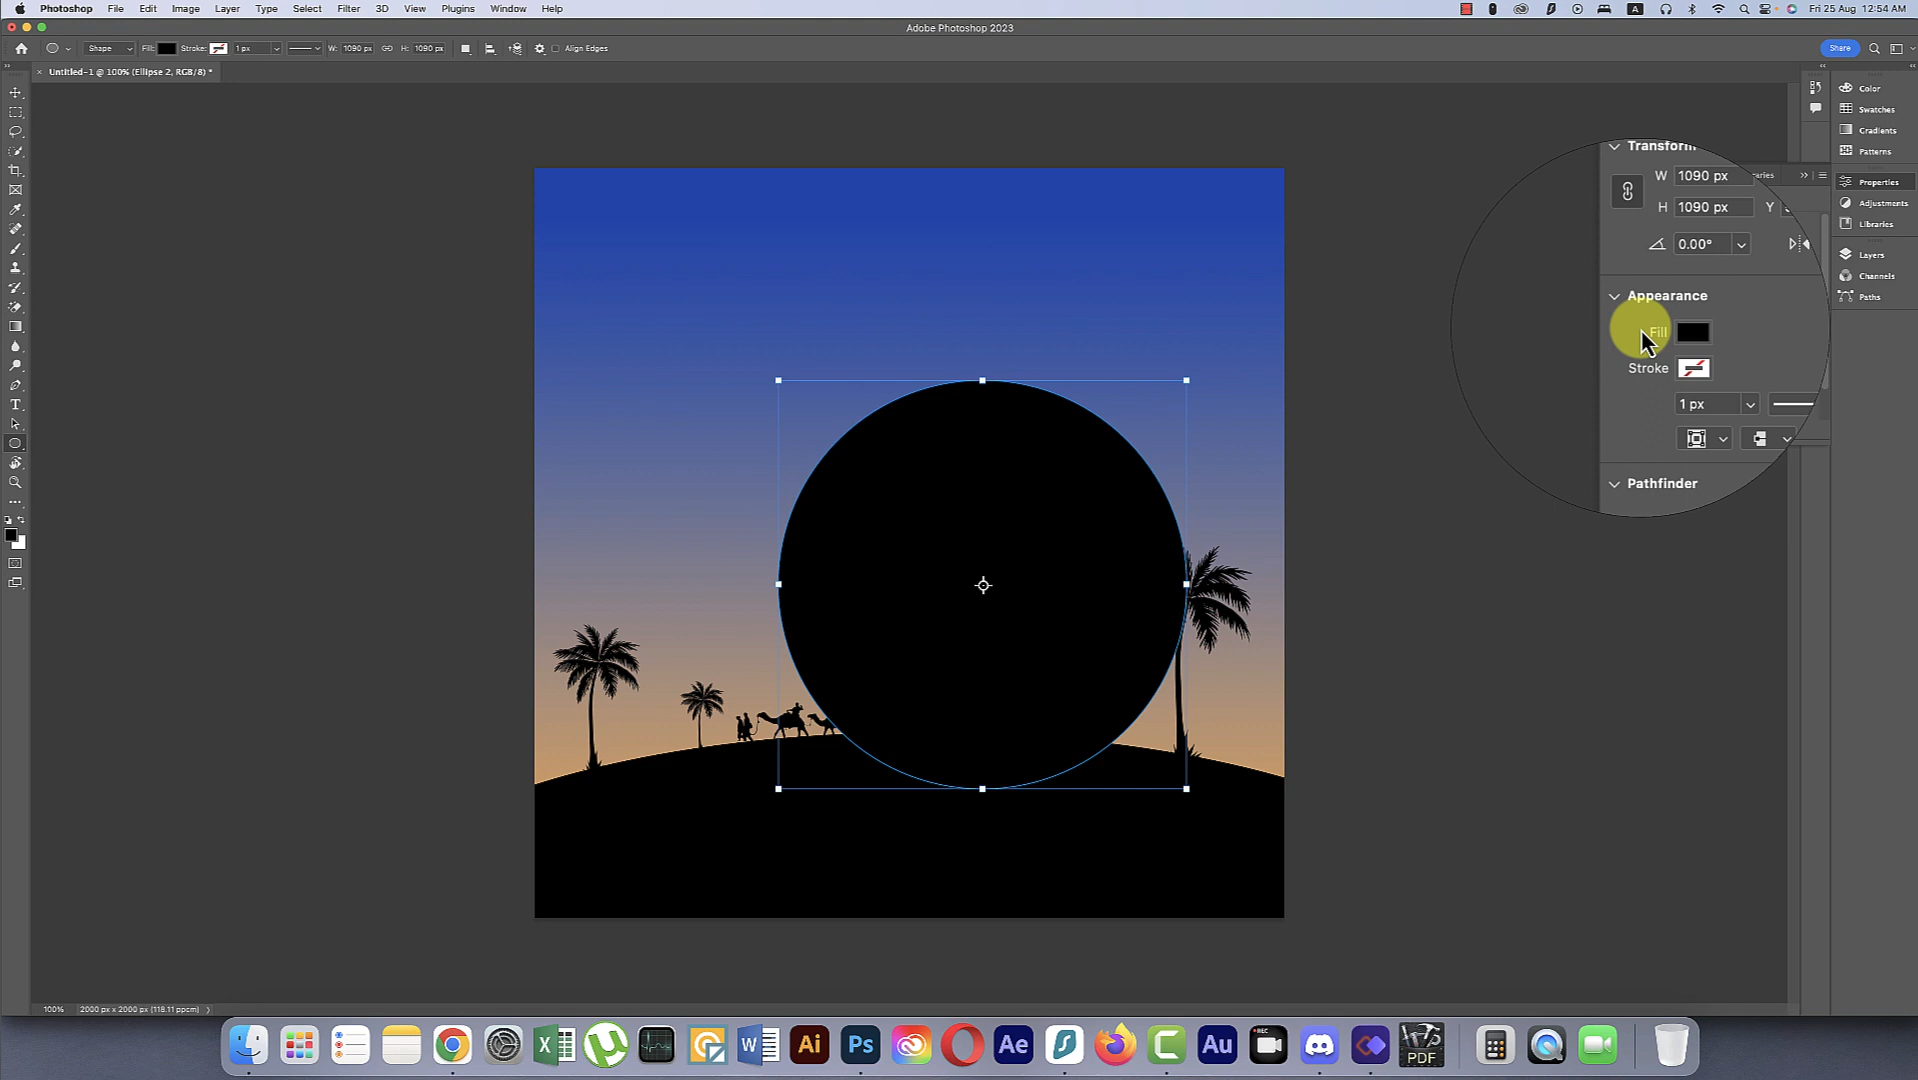 Photoshop File Edit Image Layer Type Select Filter 3D View Plugins Window Help A Fri 25 Aug 12:54 AM
Adobe Photoshop 2023
Shape Fill: Stroke: 1 px W: 1090 px H: 1090 px Align Edges Share
× Untitled-1 @ 100% (Ellipse 2, RGB/8) *
Color
Swatches
Gradients
Patterns
Properties
Adjustments
Libraries
Layers
Channels
Paths
Transform
W 1090 px
H 1090 px Y
0.00°
Appearance
Fill
Stroke
1 px
Pathfinder
100% 2000 px x 2000 px (118.11 ppcm)
Ai
Ps
Ae
Au
REC
PDF